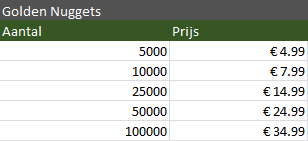 Golden Nuggets
Aantal Prijs
5000 € 4.99
10000 € 7.99
25000 € 14.99
50000 € 24.99
100000 € 34.99